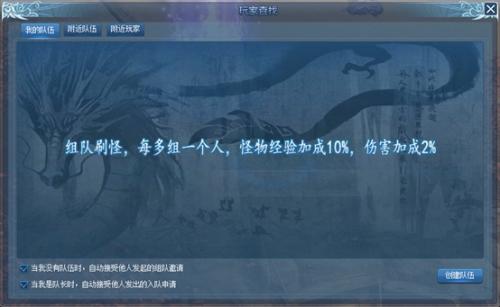 玩家查找
我的队伍 附近队伍 附近玩家
组队刷怪，每多组一个人，怪物经验加成10%，伤害加成2%
当我没有队伍时，自动接受他人发起的组队邀请
当我是队长时，自动接受他人发出的入队申请
创建队伍